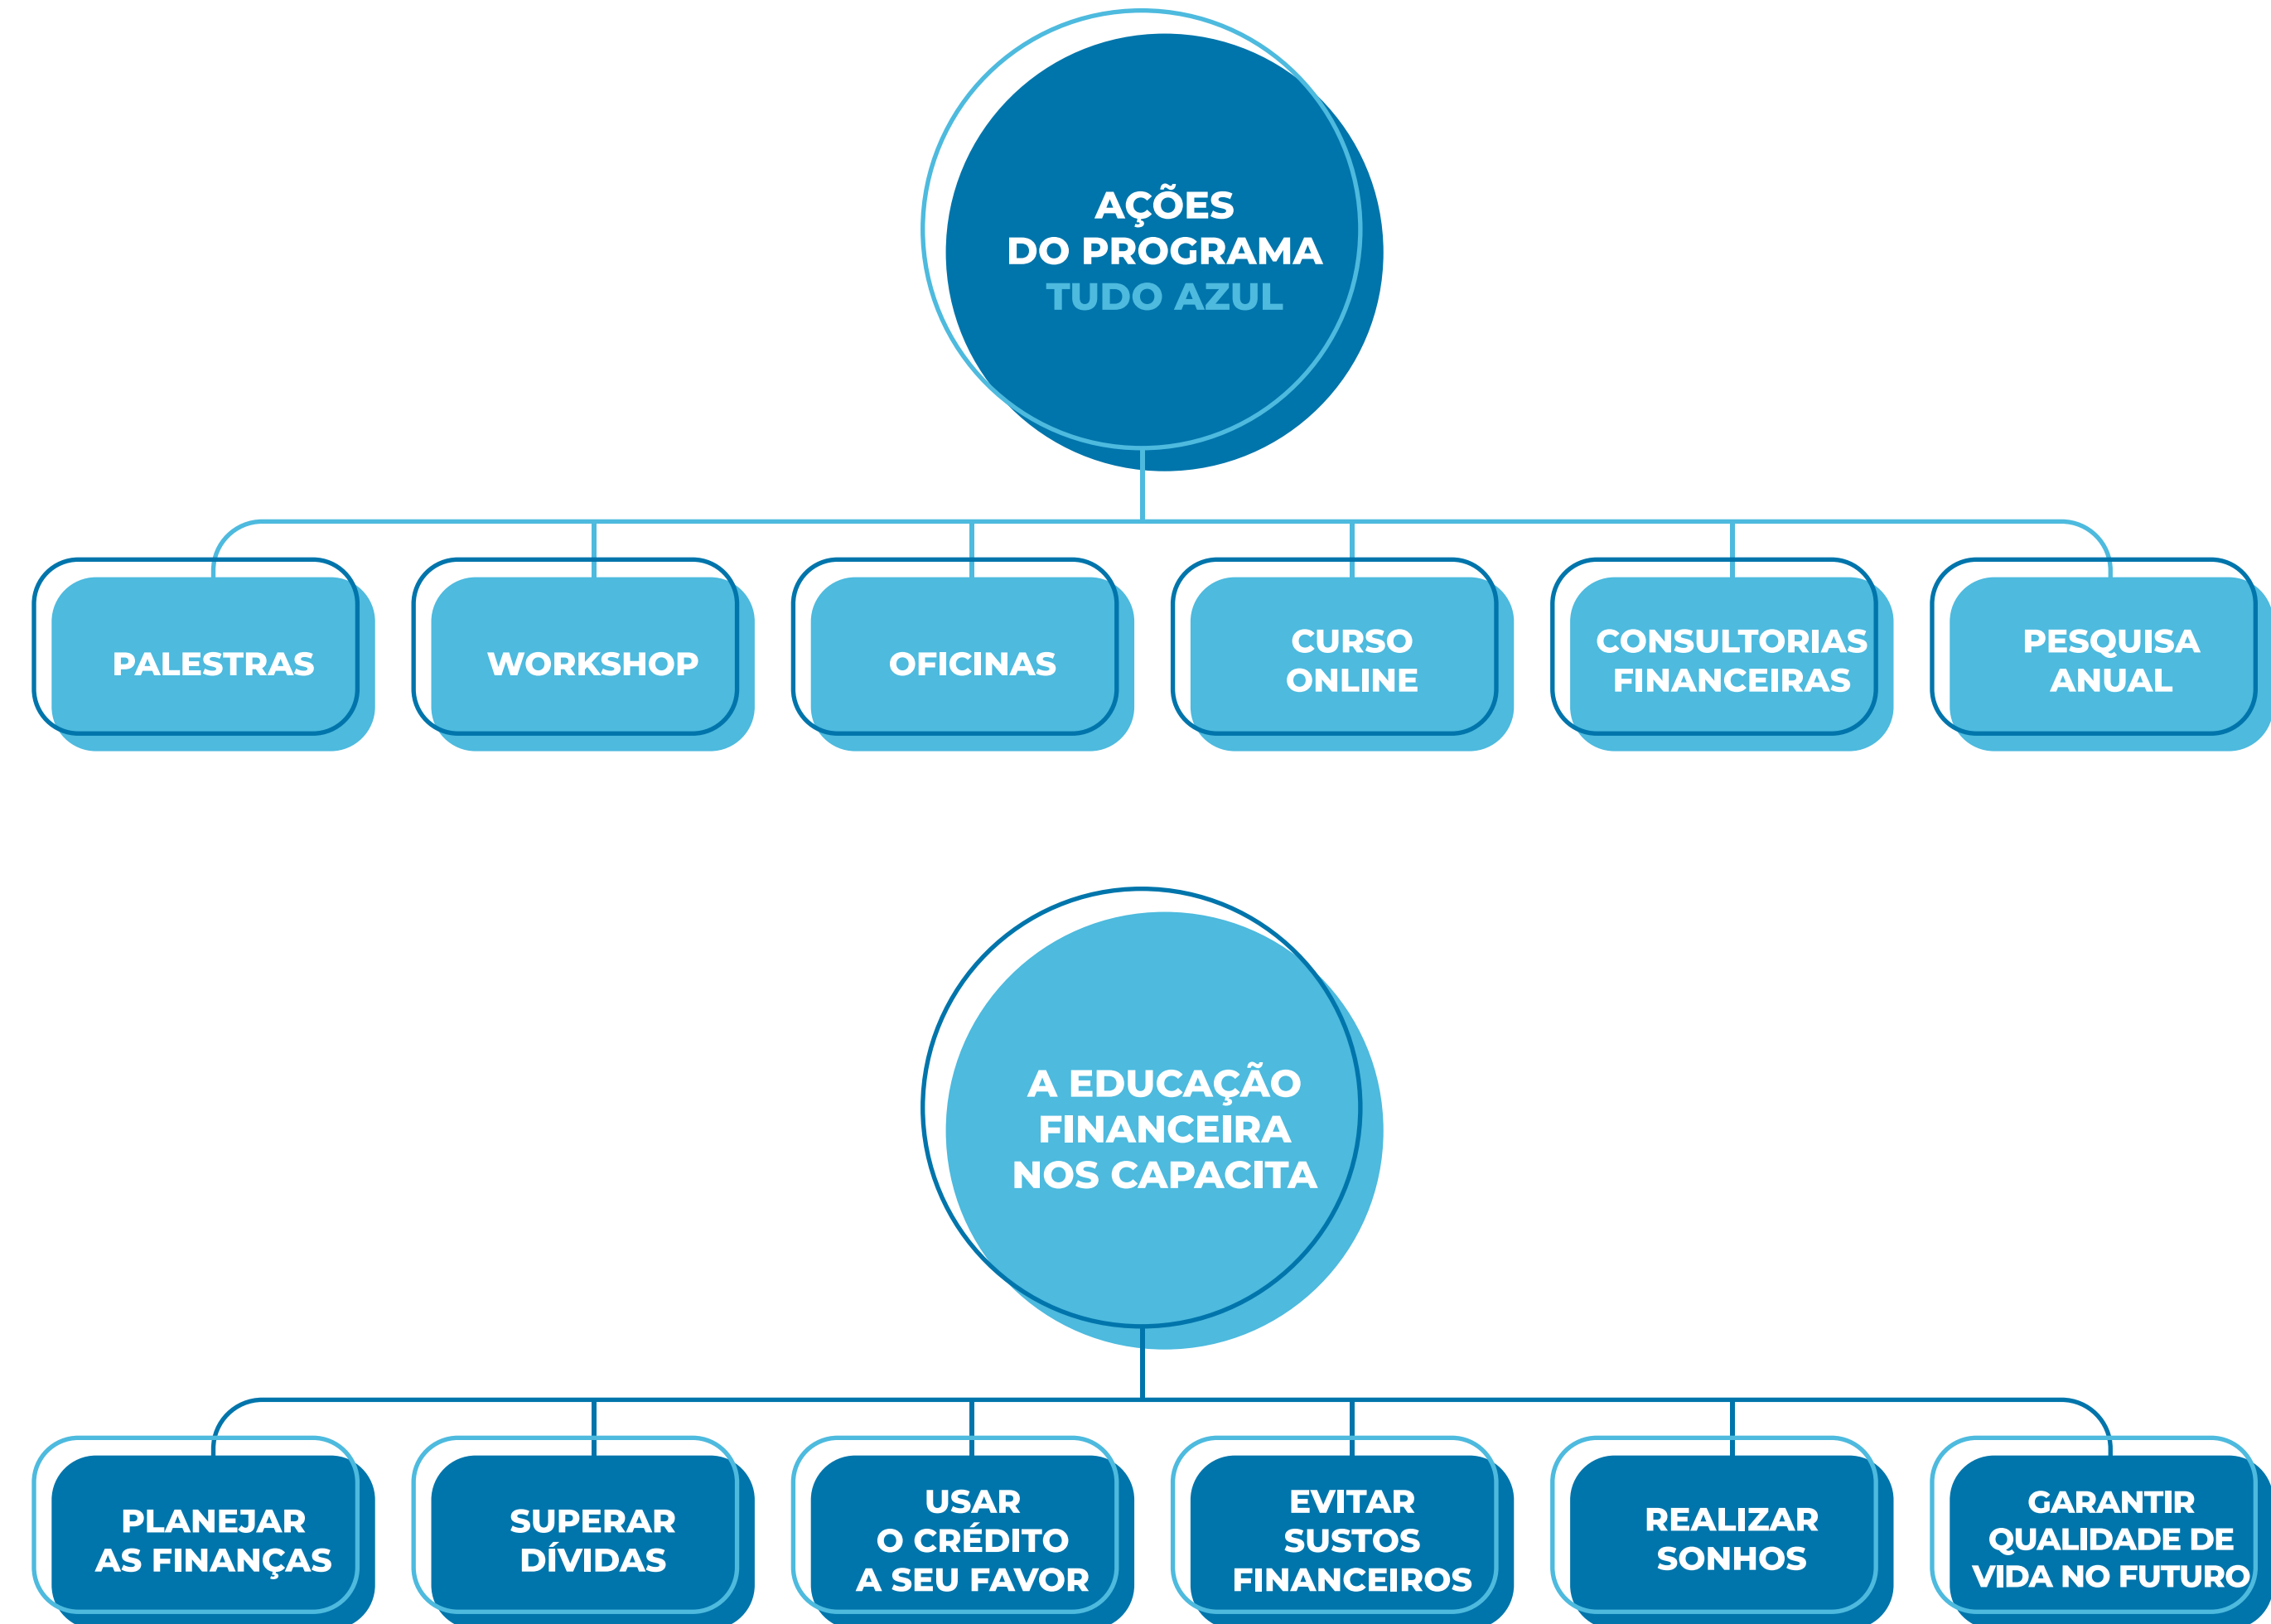 AÇÕES
DO PROGRAMA
TUDO AZUL
PALESTRAS
WORKSHOP
OFICINAS
CURSO
ONLINE
CONSULTORIAS
FINANCEIRAS
PESQUISA
ANUAL
A EDUCAÇÃO
FINANCEIRA
NOS CAPACITA
PLANEJAR
AS FINANÇAS
SUPERAR
DÍVIDAS
USAR
O CRÉDITO
A SEU FAVOR
EVITAR
SUSTOS
FINANCEIROS
REALIZAR
SONHOS
GARANTIR
QUALIDADE DE
VIDA NO FUTURO